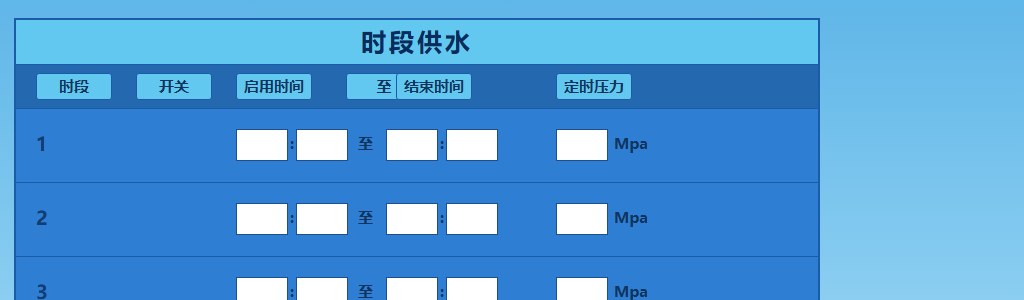 时段供水
时段 开关 启用时间 至 结束时间 定时压力
1 : 至 : Mpa
2 : 至 : Mpa
3 : 至 : Mpa